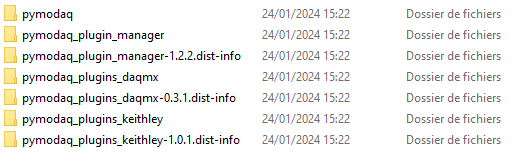 pymodaq 24/01/2024 15:22 Dossier de fichiers
pymodaq_plugin_manager 24/01/2024 15:22 Dossier de fichiers
pymodaq_plugin_manager-1.2.2.dist-info 24/01/2024 15:22 Dossier de fichiers
pymodaq_plugins_daqmx 24/01/2024 15:22 Dossier de fichiers
pymodaq_plugins_daqmx-0.3.1.dist-info 24/01/2024 15:22 Dossier de fichiers
pymodaq_plugins_keithley 24/01/2024 15:22 Dossier de fichiers
pymodaq_plugins_keithley-1.0.1.dist-info 24/01/2024 15:22 Dossier de fichiers